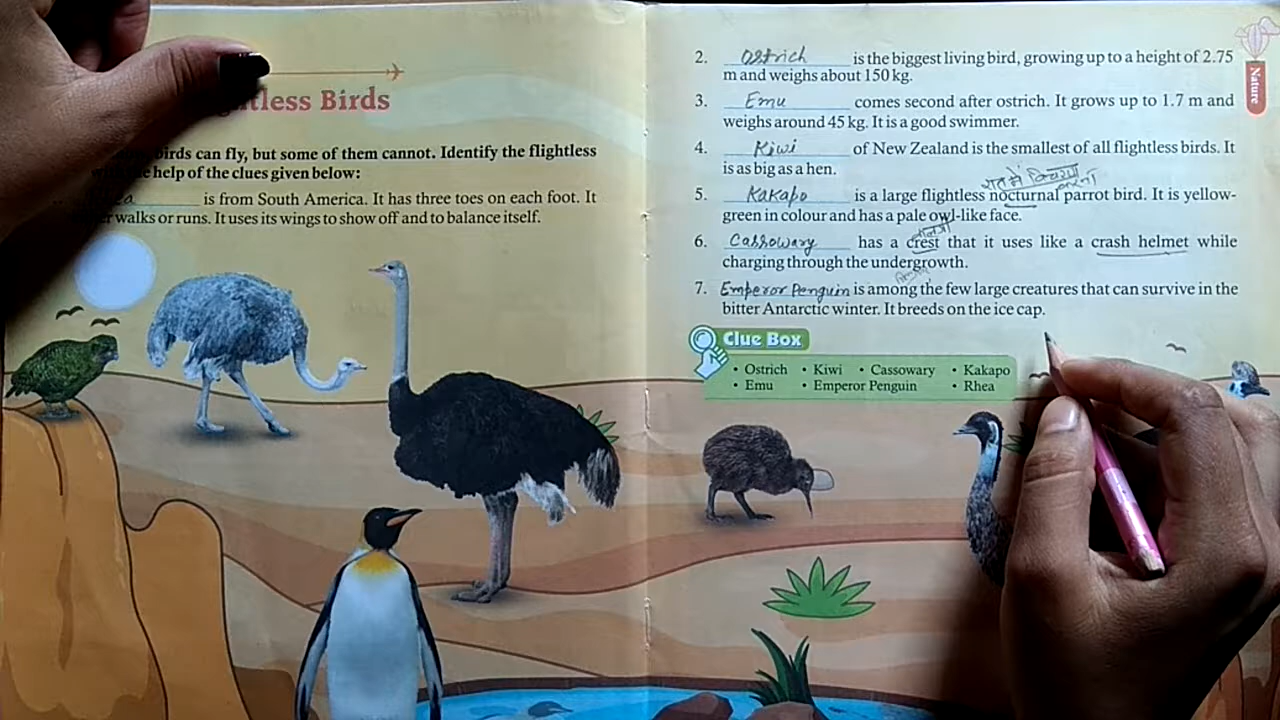 tless Birds
birds can fly, but some of them cannot. Identify the flightless
help of the clues given below:
is from South America. It has three toes on each foot. It
walks or runs. It uses its wings to show off and to balance itself.
2. Ostrich is the biggest living bird, growing up to a height of 2.75
m and weighs about 150 kg.
3. Emu comes second after ostrich. It grows up to 1.7 m and
weighs around 45 kg. It is a good swimmer.
4. Kiwi of New Zealand is the smallest of all flightless birds. It
is as big as a hen.
रात में विचरण
करना
5. Kakapo is a large flightless nocturnal parrot bird. It is yellow-
green in colour and has a pale owl-like face.
6. Cassowary has a crest that it uses like a crash helmet while
charging through the undergrowth.
7. Emperor Penguin is among the few large creatures that can survive in the
bitter Antarctic winter. It breeds on the ice cap.
Clue Box
• Ostrich • Kiwi • Cassowary • Kakapo
• Emu • Emperor Penguin • Rhea
Nature